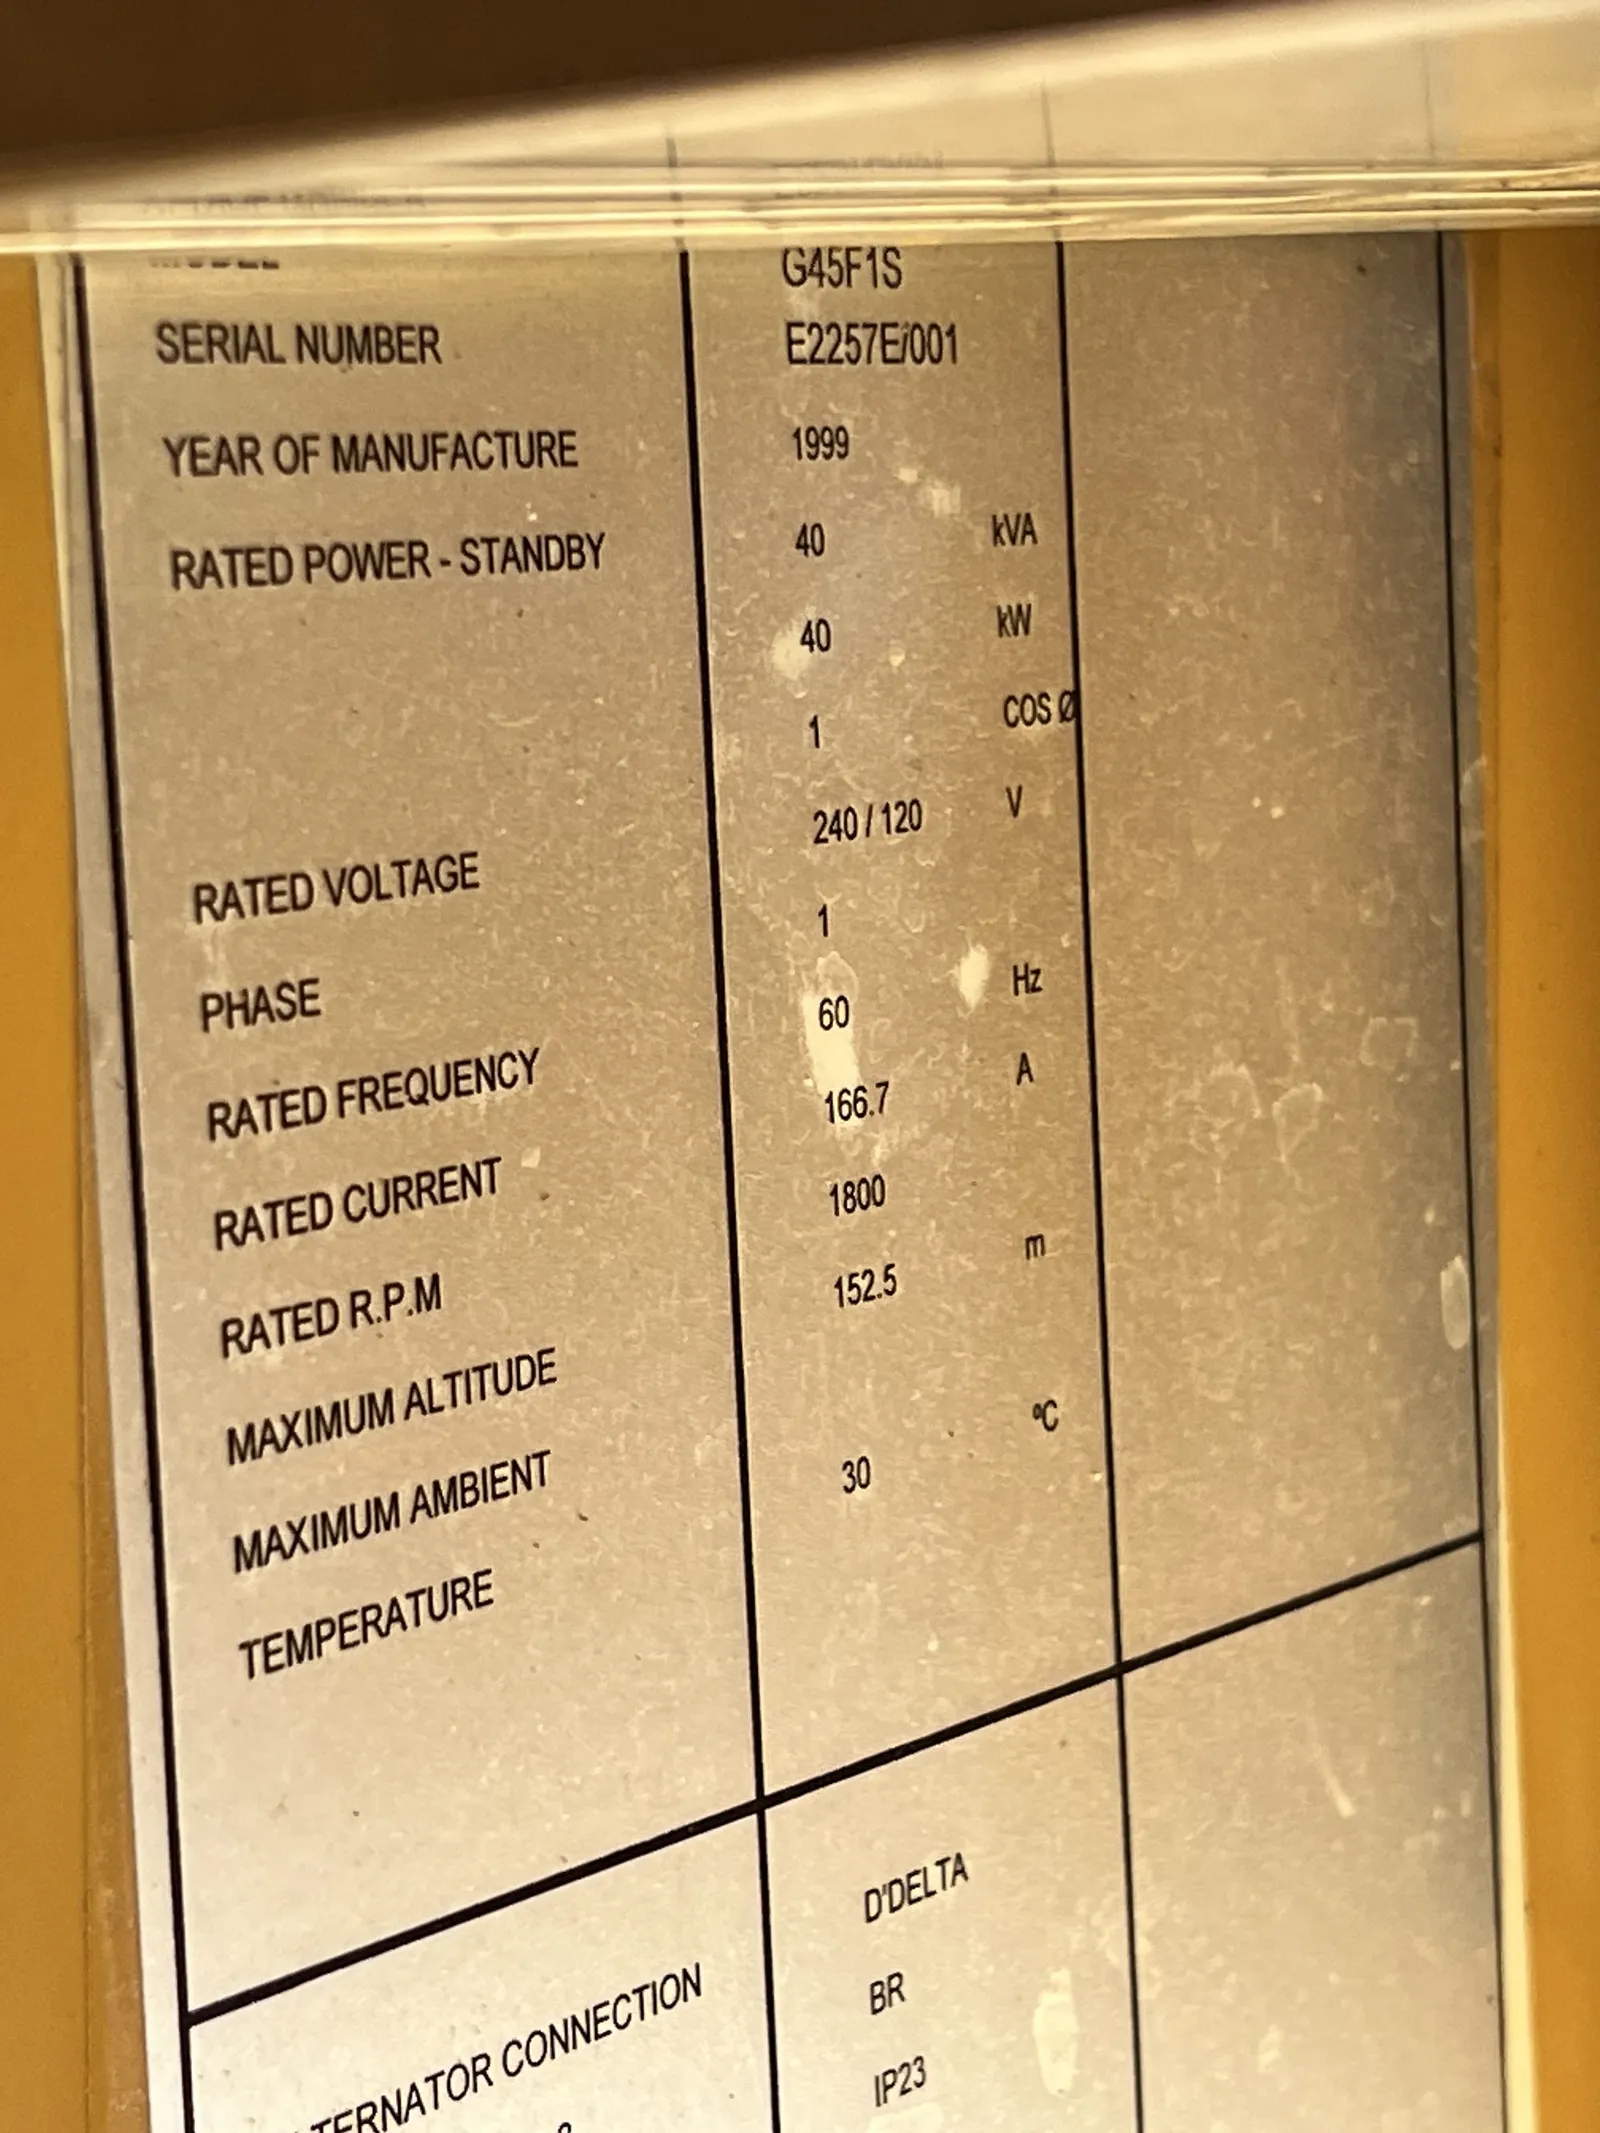 G45F1S
SERIAL NUMBER E2257E/001
YEAR OF MANUFACTURE 1999
RATED POWER - STANDBY 40 kVA
40 kW
1 COS Ø
RATED VOLTAGE 240 / 120 V
PHASE 1
RATED FREQUENCY 60 Hz
RATED CURRENT 166.7 A
RATED R.P.M 1800
MAXIMUM ALTITUDE 152.5 m
MAXIMUM AMBIENT
TEMPERATURE 30 °C
CONNECTION D'DELTA
BR
IP23